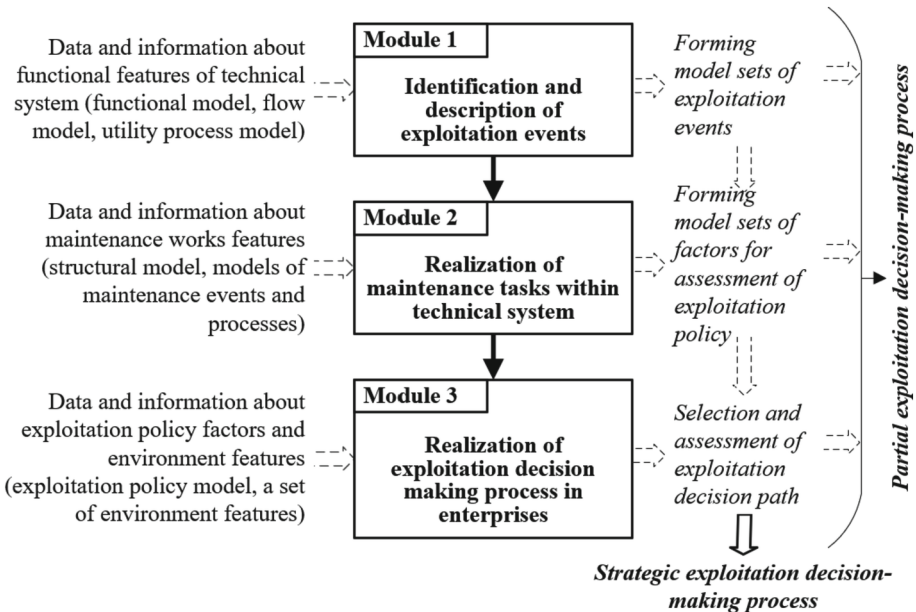 Data and information about
functional features of technical
system (functional model, flow
model, utility process model)
Module 1
Identification and
description of
exploitation events
Forming
model sets of
exploitation
events
Data and information about
maintenance works features
(structural model, models of
maintenance events and
processes)
Module 2
Realization of
maintenance tasks within
technical system
Forming
model sets of
factors for
assessment of
exploitation
policy
Data and information about
exploitation policy factors and
environment features
(exploitation policy model, a set
of environment features)
Module 3
Realization of
exploitation decision
making process in
enterprises
Selection and
assessment of
exploitation
decision path
Partial exploitation decision-making process
Strategic exploitation decision-
making process